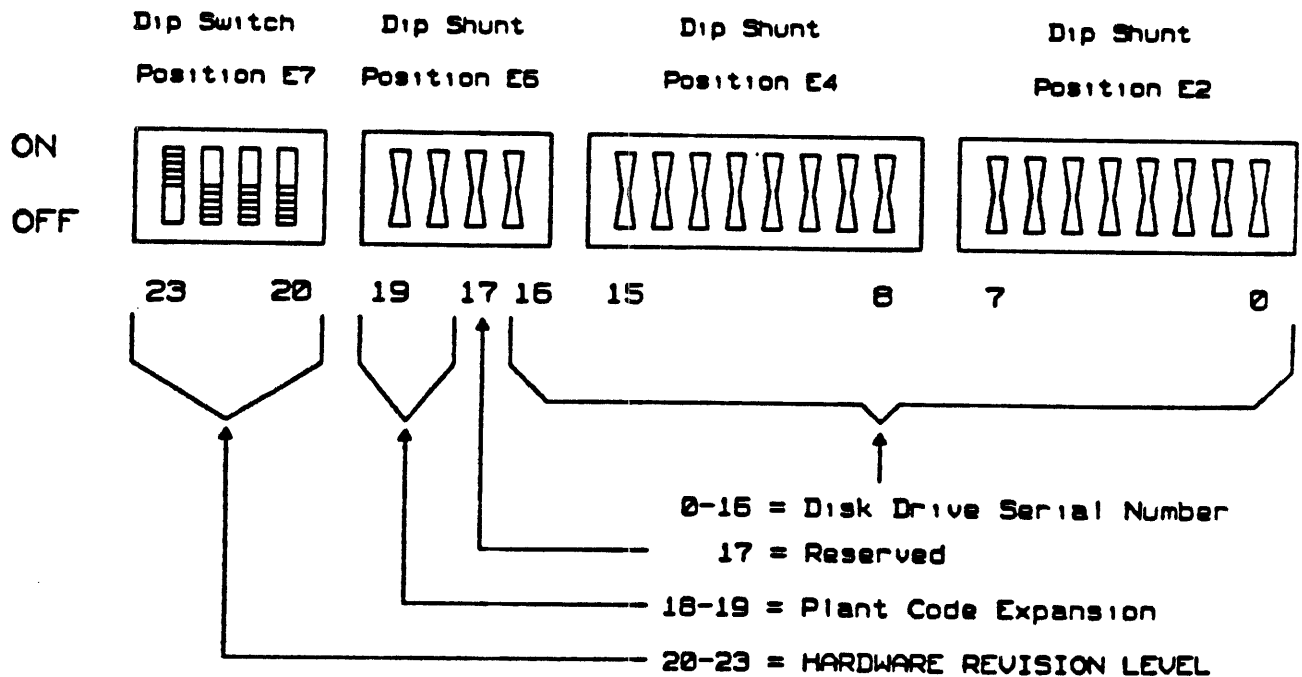 Dip Switch Dip Shunt Dip Shunt Dip Shunt
Position E7 Position E6 Position E4 Position E2
ON
OFF
23 20 19 17 16 15 8 7 0
0-16 = Disk Drive Serial Number
17 = Reserved
18-19 = Plant Code Expansion
20-23 = HARDWARE REVISION LEVEL